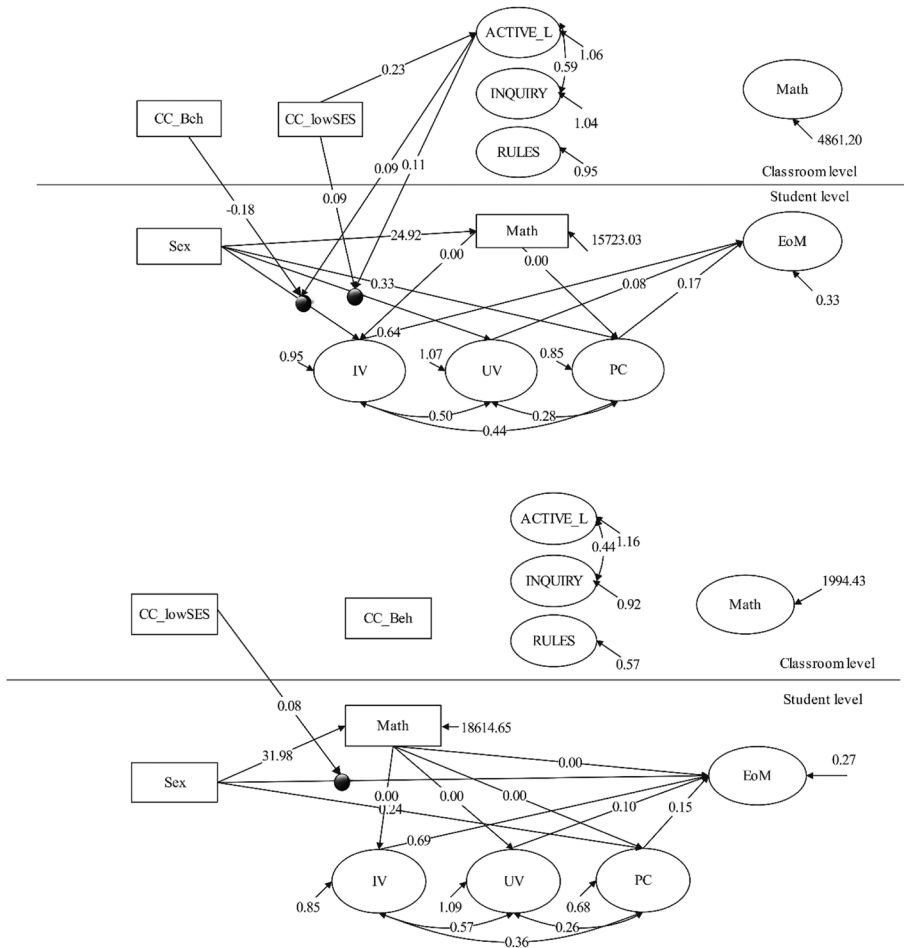 ACTIVE_L
1.06
0.23
0.59
INQUIRY
Math
CC_Beh
CC_lowSES
1.04
4861.20
RULES
0.09
0.11
0.95
Classroom level
-0.18
0.09
Student level
Sex
24.92
Math
15723.03
EoM
0.00
0.00
0.33
0.08
0.17
0.33
0.64
0.95
1.07
0.85
IV
UV
PC
0.50
0.28
0.44
ACTIVE_L
0.44
1.16
INQUIRY
1994.43
CC_lowSES
CC_Beh
0.92
Math
RULES
0.57
Classroom level
Student level
0.08
Math
18614.65
31.98
0.00
0.27
Sex
EoM
0.00
0.00
0.00
0.10
0.15
0.24
0.69
IV
UV
PC
0.85
1.09
0.68
0.57
0.26
0.36